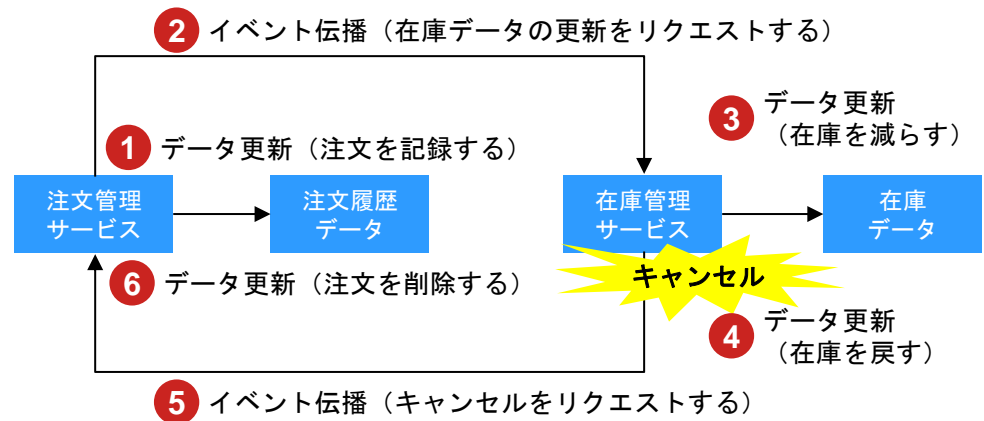 2 イベント伝播（在庫データの更新をリクエストする）
3 データ更新
（在庫を減らす）
1 データ更新（注文を記録する）
注文管理
サービス
注文履歴
データ
在庫管理
サービス
在庫
データ
キャンセル
6 データ更新（注文を削除する）
4 データ更新
（在庫を戻す）
5 イベント伝播（キャンセルをリクエストする）